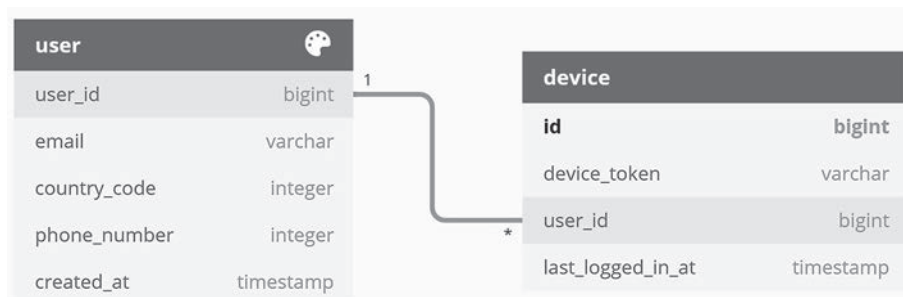 user
user_id bigint
email varchar
country_code integer
phone_number integer
created_at timestamp
1
*
device
id bigint
device_token varchar
user_id bigint
last_logged_in_at timestamp